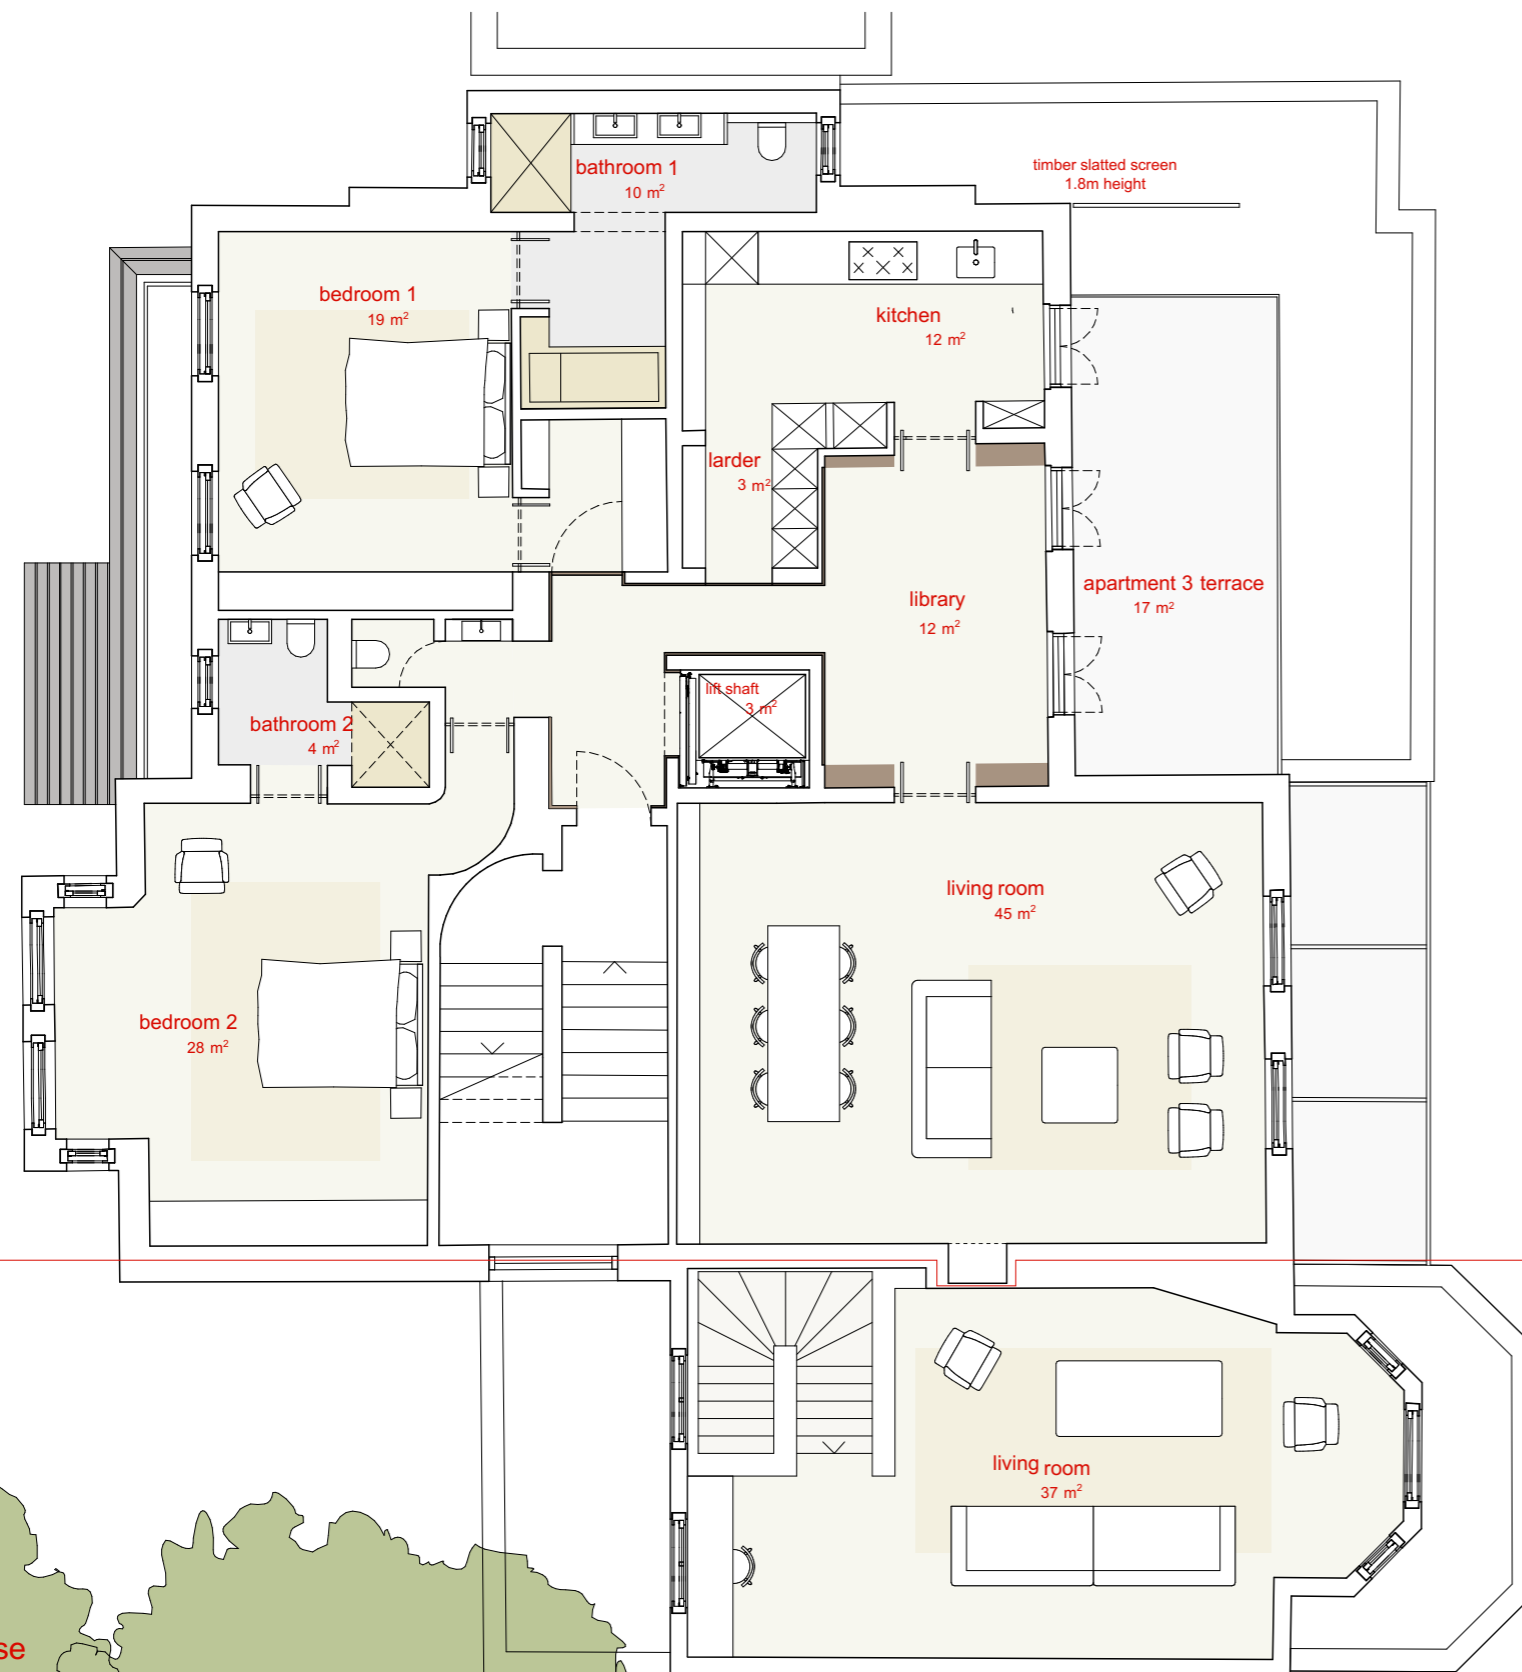 timber slatted screen
1.8m height
bathroom 1
10 m²
bedroom 1
19 m²
kitchen
12 m²
larder
3 m²
library
12 m²
apartment 3 terrace
17 m²
lift shaft
3 m²
bathroom 2
4 m²
living room
45 m²
bedroom 2
28 m²
living room
37 m²
se